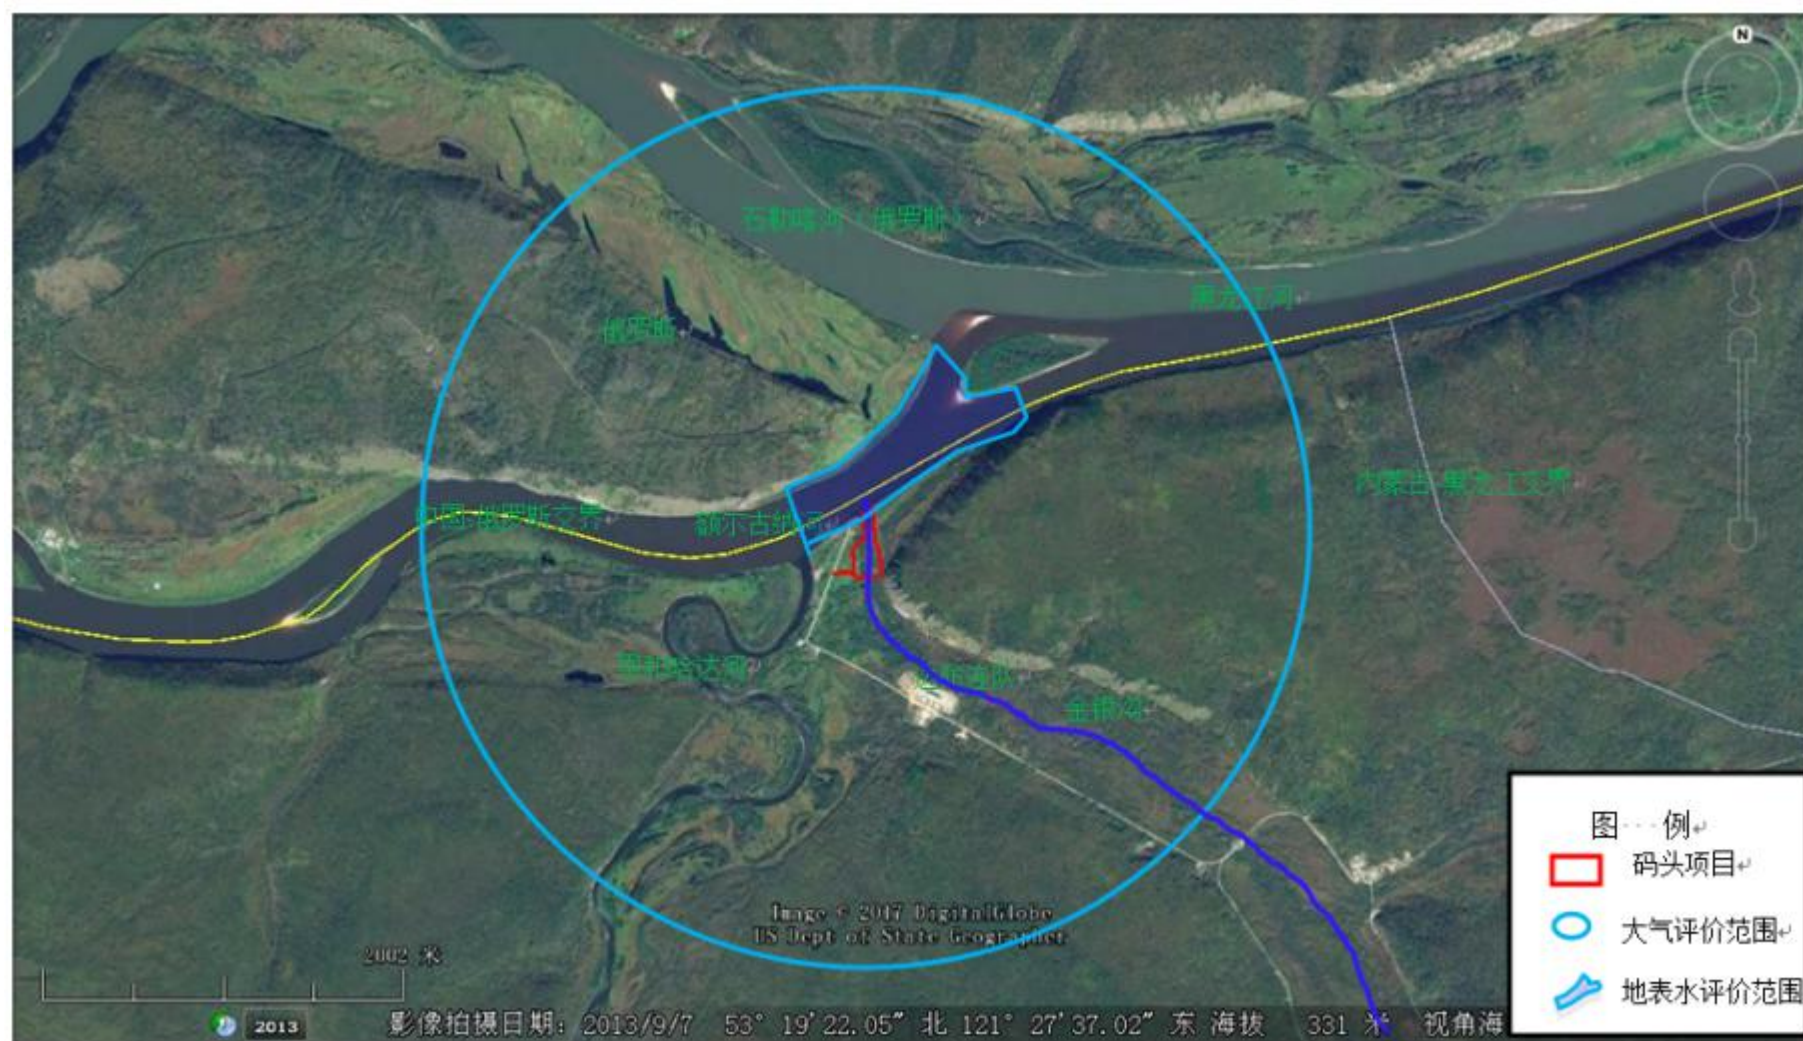 N
石勒喀河（俄罗斯）
黑龙江河
俄罗斯
内蒙古-黑龙江交界
中国-俄罗斯交界
额尔古纳河
恩和哈达河
边防连队
金银沟
图 例
码头项目
大气评价范围
地表水评价范围
Image © 2017 DigitalGlobe
US Dept of State Geographer
2002 米
2013
影像拍摄日期: 2013/9/7 53° 19'22.05" 北 121° 27'37.02" 东 海拔 331 米 视角海